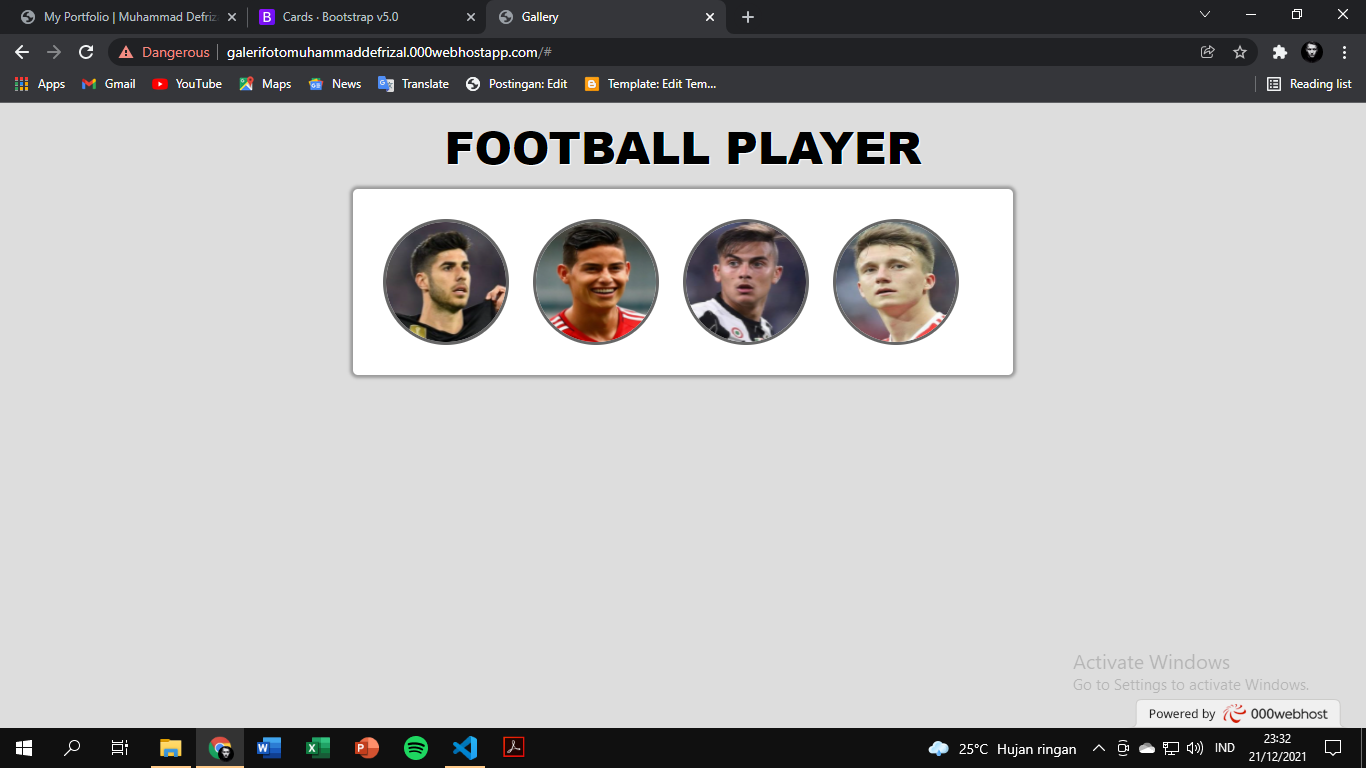 My Portfolio | Muhammad Defriz
Cards · Bootstrap v5.0
Gallery
Dangerous
galerifotomuhammaddefrizal.000webhostapp.com/#
Apps
Gmail
YouTube
Maps
News
Translate
Postingan: Edit
Template: Edit Tem...
Reading list
FOOTBALL PLAYER
Activate Windows
Go to Settings to activate Windows.
Powered by 000webhost
25°C Hujan ringan
IND
23:32
21/12/2021